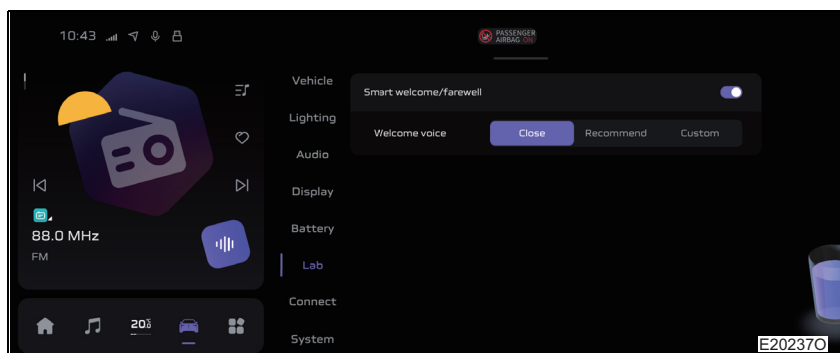 10:43
PASSENGER
AIRBAG ON
Vehicle
Lighting
Audio
Display
Battery
Lab
Connect
System
Smart welcome/farewell
Welcome voice
Close
Recommend
Custom
88.0 MHz
FM
E20237O